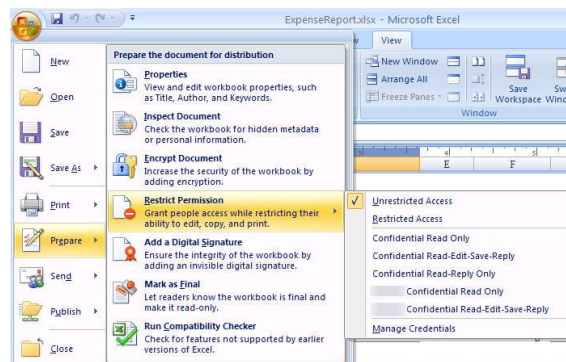 ExpenseReport.xlsx - Microsoft Excel
View
New
Open
Save
Save As
Print
Prepare
Send
Publish
Close
Prepare the document for distribution
Properties
View and edit workbook properties, such
as Title, Author, and Keywords.
Inspect Document
Check the workbook for hidden metadata
or personal information.
Encrypt Document
Increase the security of the workbook by
adding encryption.
Restrict Permission
Grant people access while restricting their
ability to edit, copy, and print.
Add a Digital Signature
Ensure the integrity of the workbook by
adding an invisible digital signature.
Mark as Final
Let readers know the workbook is final and
make it read-only.
Run Compatibility Checker
Check for features not supported by earlier
versions of Excel.
New Window
Arrange All
Freeze Panes
Save
Workspace
Window
4
5
E
F
Unrestricted Access
Restricted Access
Confidential Read Only
Confidential Read-Edit-Save-Reply
Confidential Read-Reply Only
Confidential Read Only
Confidential Read-Edit-Save-Reply
Manage Credentials